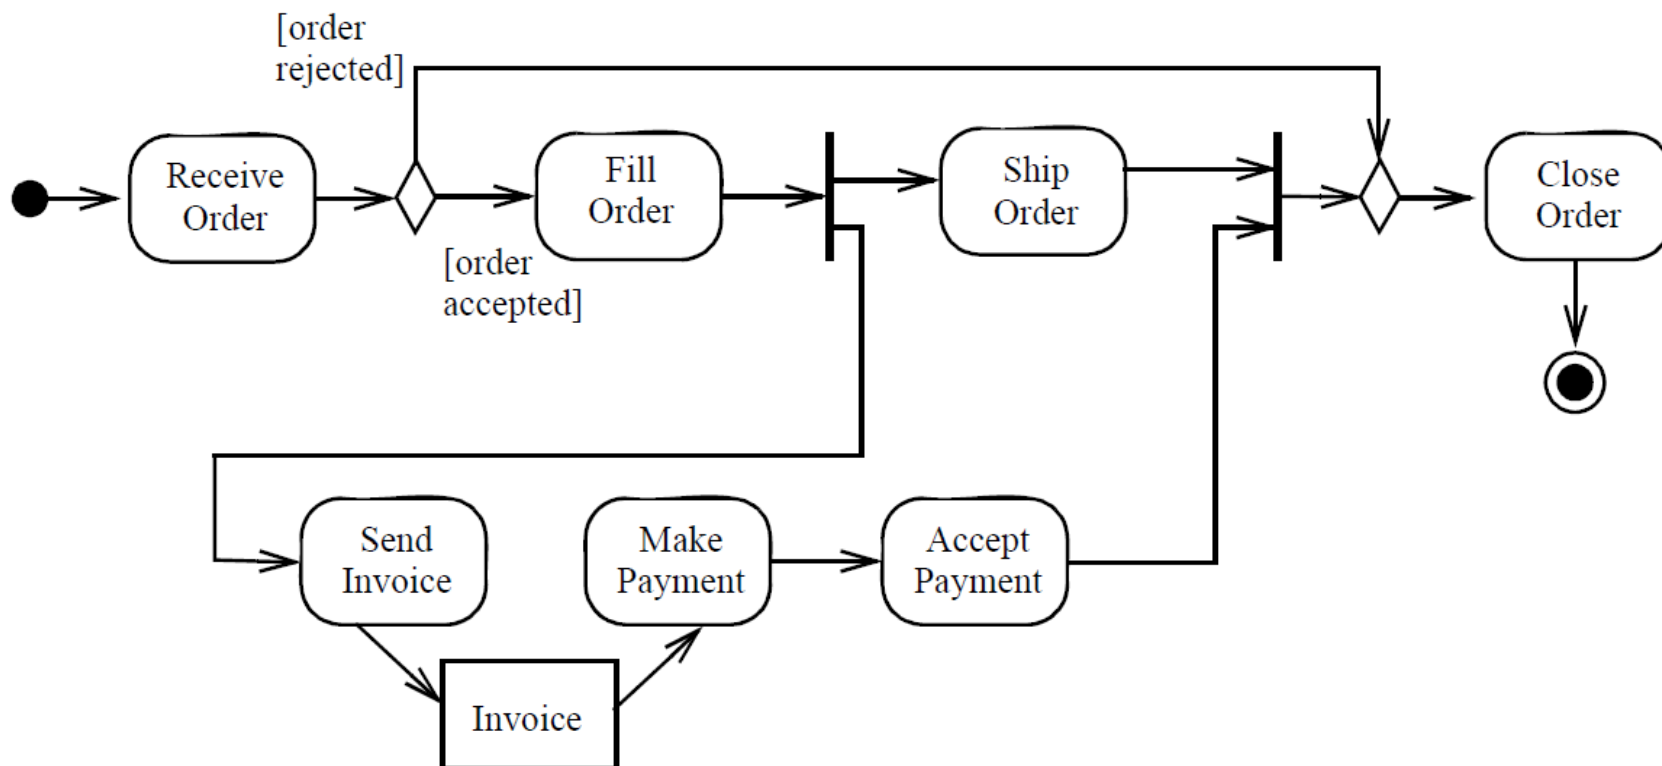 [order
rejected]
Receive
Order
Fill
Order
Ship
Order
Close
Order
[order
accepted]
Send
Invoice
Make
Payment
Accept
Payment
Invoice